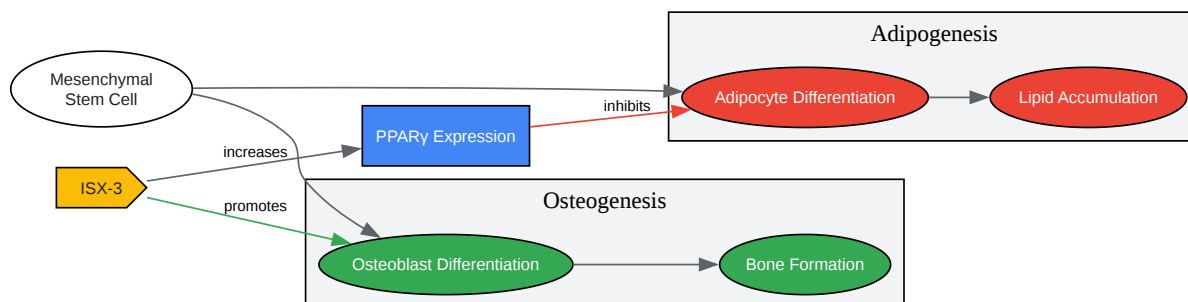 Adipogenesis
Mesenchymal
Stem Cell
Adipocyte Differentiation
Lipid Accumulation
inhibits
PPARγ Expression
increases
ISX-3
promotes
Osteogenesis
Osteoblast Differentiation
Bone Formation